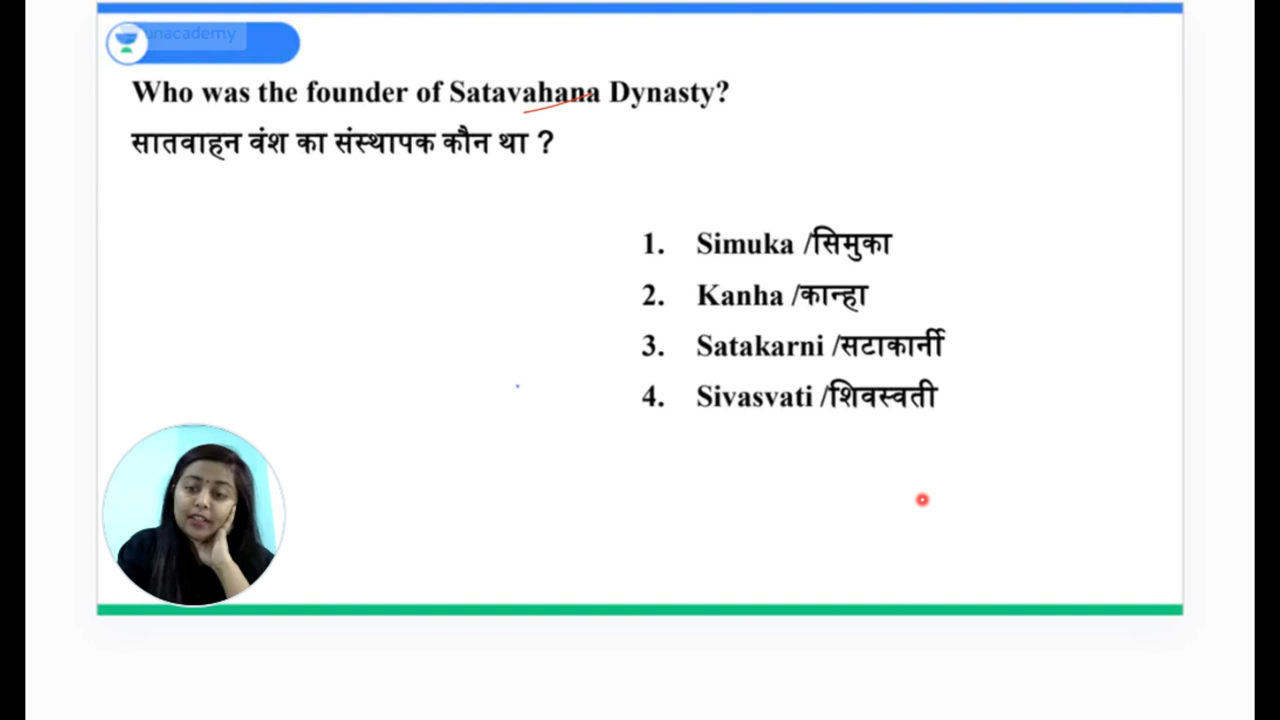 unacademy
Who was the founder of Satavahana Dynasty?
सातवाहन वंश का संस्थापक कौन था ?
1. Simuka /सिमुका
2. Kanha /कान्हा
3. Satakarni /सटाकार्नी
4. Sivasvati /शिवस्वती